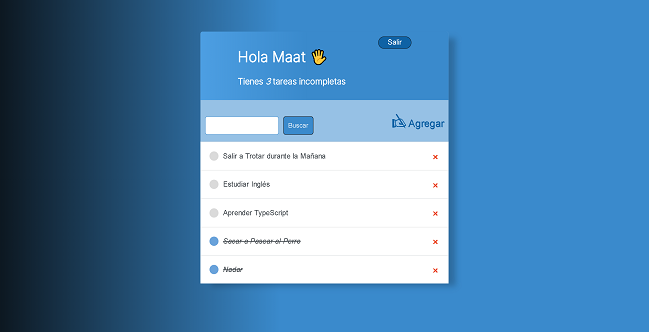 Salir
Hola Maat 🖐
Tienes 3 tareas incompletas
Buscar
Agregar
Salir a Trotar durante la Mañana
Estudiar Inglés
Aprender TypeScript
Sacar a Pasear al Perro
Nadar